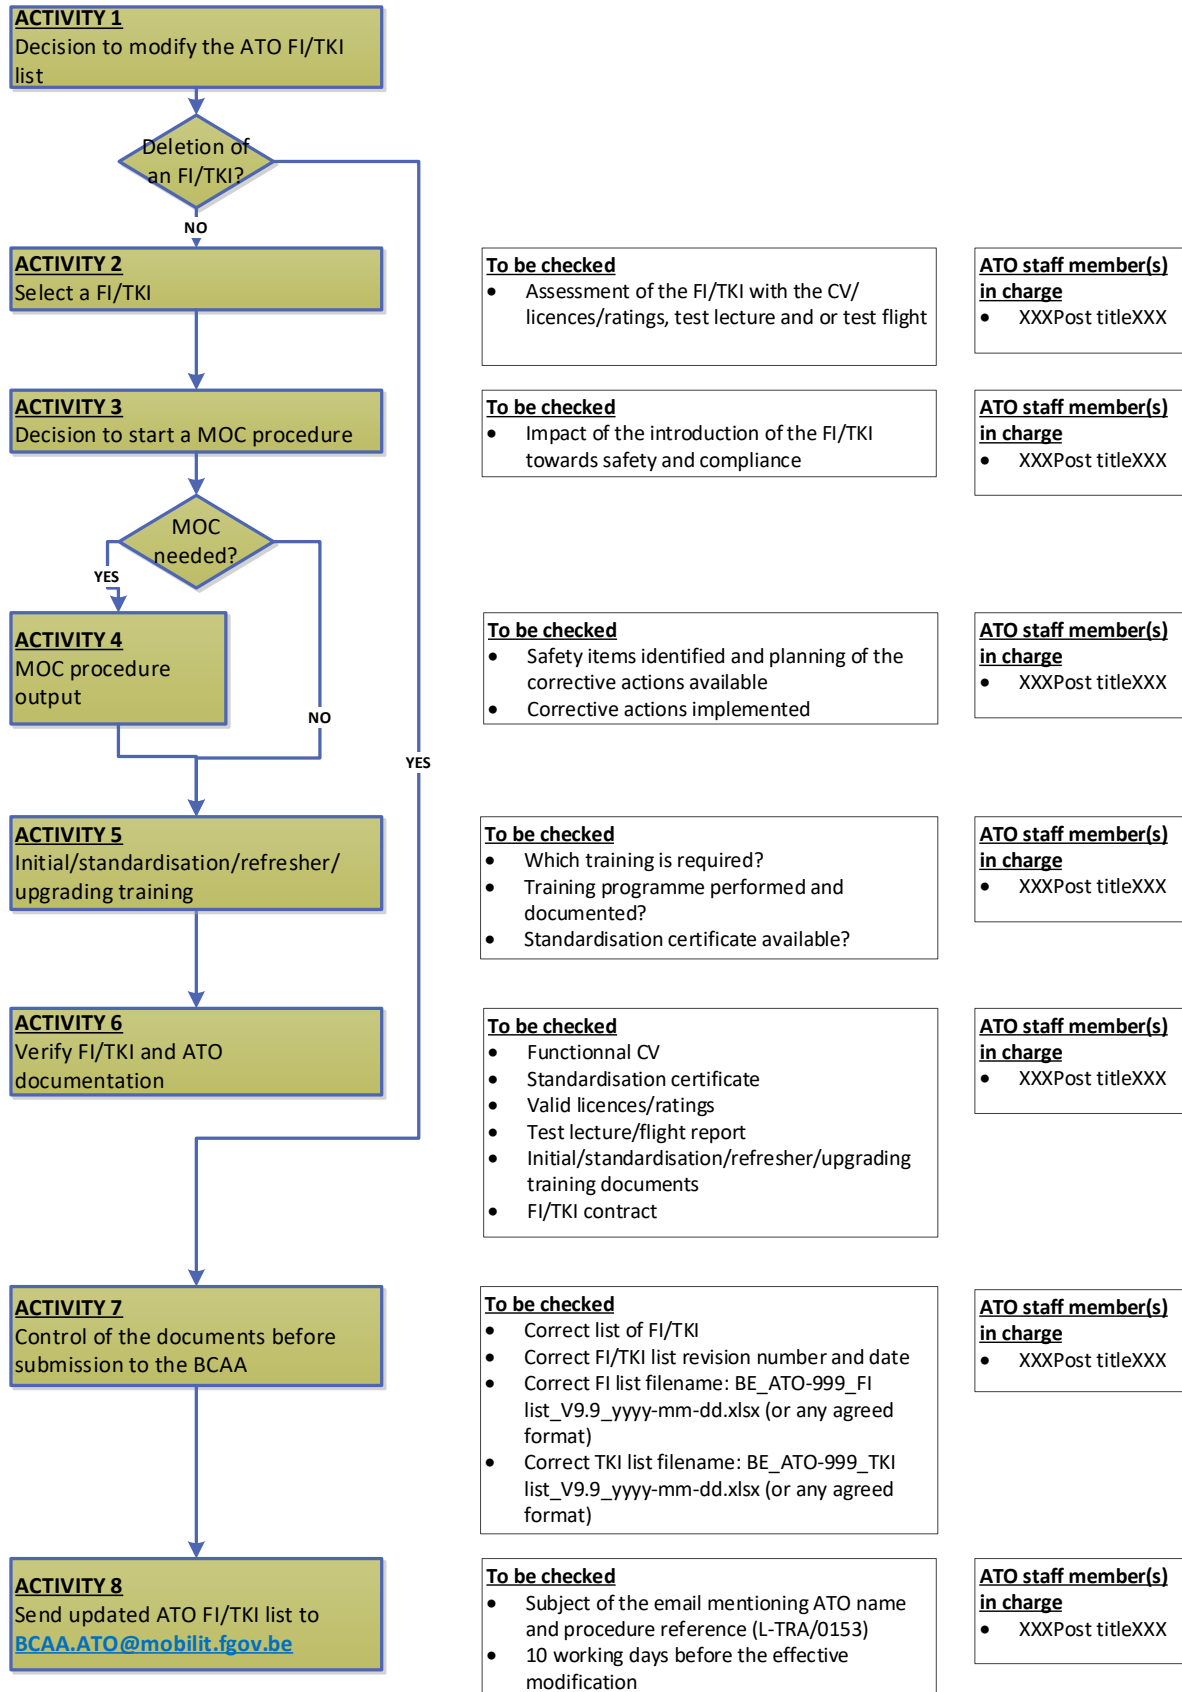 ACTIVITY 1
Decision to modify the ATO FI/TKI
list
Deletion of
an FI/TKI?
NO
ACTIVITY 2
Select a FI/TKI
To be checked
• Assessment of the FI/TKI with the CV/
licences/ratings, test lecture and or test flight
ATO staff member(s)
in charge
• XXXPost titleXXX
ACTIVITY 3
Decision to start a MOC procedure
To be checked
• Impact of the introduction of the FI/TKI
towards safety and compliance
ATO staff member(s)
in charge
• XXXPost titleXXX
MOC
needed?
YES
ACTIVITY 4
MOC procedure
output
NO
To be checked
• Safety items identified and planning of the
corrective actions available
• Corrective actions implemented
ATO staff member(s)
in charge
• XXXPost titleXXX
YES
ACTIVITY 5
Initial/standardisation/refresher/
upgrading training
To be checked
• Which training is required?
• Training programme performed and
documented?
• Standardisation certificate available?
ATO staff member(s)
in charge
• XXXPost titleXXX
ACTIVITY 6
Verify FI/TKI and ATO
documentation
To be checked
• Functionnal CV
• Standardisation certificate
• Valid licences/ratings
• Test lecture/flight report
• Initial/standardisation/refresher/upgrading
training documents
• FI/TKI contract
ATO staff member(s)
in charge
• XXXPost titleXXX
ACTIVITY 7
Control of the documents before
submission to the BCAA
To be checked
• Correct list of FI/TKI
• Correct FI/TKI list revision number and date
• Correct FI list filename: BE_ATO-999_FI
list_V9.9_yyyy-mm-dd.xlsx (or any agreed
format)
• Correct TKI list filename: BE_ATO-999_TKI
list_V9.9_yyyy-mm-dd.xlsx (or any agreed
format)
ATO staff member(s)
in charge
• XXXPost titleXXX
ACTIVITY 8
Send updated ATO FI/TKI list to
BCAA.ATO@mobilit.fgov.be
To be checked
• Subject of the email mentioning ATO name
and procedure reference (L-TRA/0153)
• 10 working days before the effective
modification
ATO staff member(s)
in charge
• XXXPost titleXXX